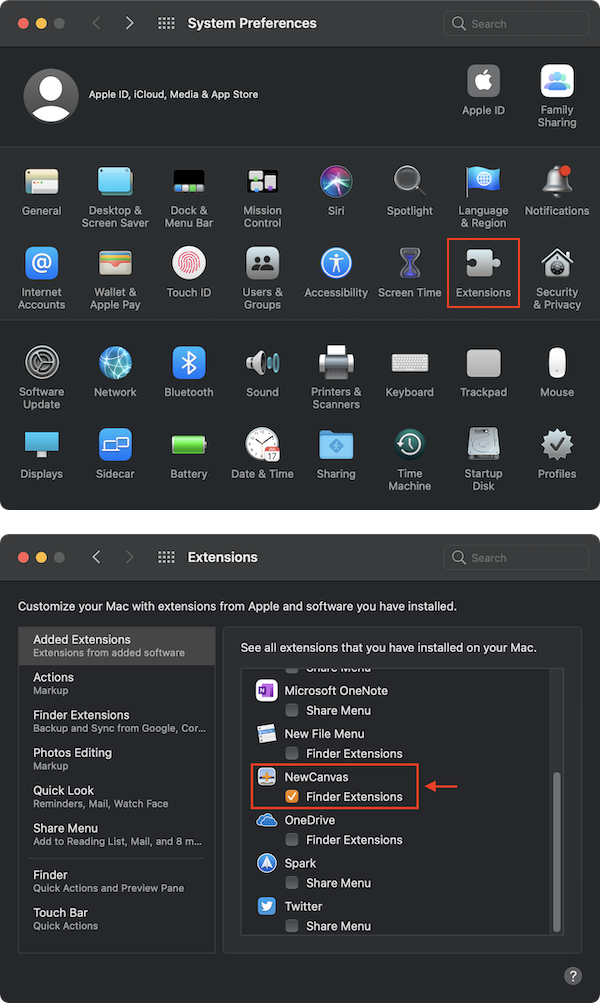 System Preferences
Search
Apple ID, iCloud, Media & App Store
Apple ID
Family
Sharing
General
Desktop &
Screen Saver
Dock &
Menu Bar
Mission
Control
Siri
Spotlight
Language
& Region
Notifications
Internet
Accounts
Wallet &
Apple Pay
Touch ID
Users &
Groups
Accessibility
Screen Time
Extensions
Security
& Privacy
Software
Update
Network
Bluetooth
Sound
Printers &
Scanners
Keyboard
Trackpad
Mouse
Displays
Sidecar
Battery
Date & Time
Sharing
Time
Machine
Startup
Disk
Profiles
Extensions
Search
Customize your Mac with extensions from Apple and software you have installed.
Added Extensions
Extensions from added software
Actions
Markup
Finder Extensions
Backup and Sync from Google, Cor...
Photos Editing
Markup
Quick Look
Reminders, Mail, Watch Face
Share Menu
Add to Reading List, Mail, and 8 m...
Finder
Quick Actions and Preview Pane
Touch Bar
Quick Actions
See all extensions that you have installed on your Mac.
Share Menu
Microsoft OneNote
Share Menu
New File Menu
Finder Extensions
NewCanvas
Finder Extensions
OneDrive
Finder Extensions
Spark
Share Menu
Twitter
Share Menu
?